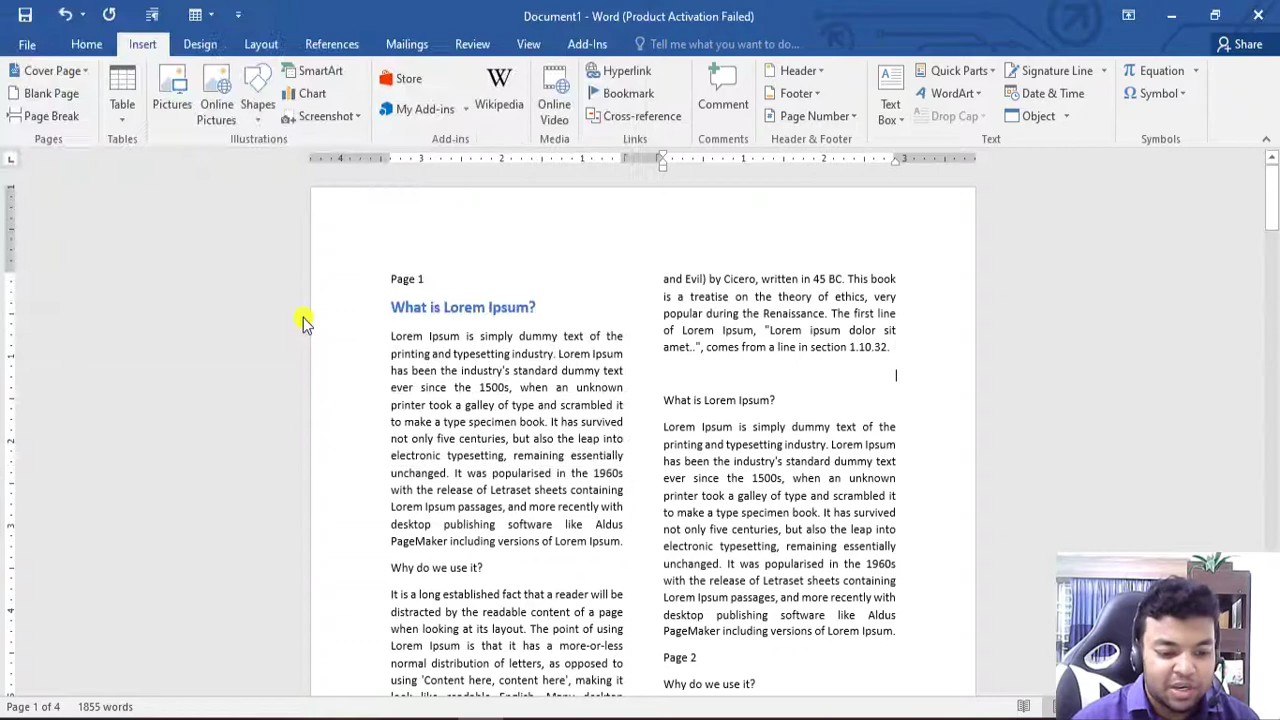 Document1 - Word (Product Activation Failed)
File Home Insert Design Layout References Mailings Review View Add-Ins Tell me what you want to do... Share
Cover Page
Blank Page
Page Break
Pages
Table
Tables
Pictures
Online Pictures
Shapes
SmartArt
Chart
Screenshot
Illustrations
Store
My Add-ins
W
Wikipedia
Add-ins
Online Video
Media
Hyperlink
Bookmark
Cross-reference
Links
Comment
Comments
Header
Footer
Page Number
Header & Footer
Text Box
Quick Parts
WordArt
Drop Cap
Signature Line
Date & Time
Object
Text
Equation
Symbol
Symbols
4 3 2 1 1 2 3
1
1
2
3
4
Page 1
What is Lorem Ipsum?
Lorem Ipsum is simply dummy text of the
printing and typesetting industry. Lorem Ipsum
has been the industry's standard dummy text
ever since the 1500s, when an unknown
printer took a galley of type and scrambled it
to make a type specimen book. It has survived
not only five centuries, but also the leap into
electronic typesetting, remaining essentially
unchanged. It was popularised in the 1960s
with the release of Letraset sheets containing
Lorem Ipsum passages, and more recently with
desktop publishing software like Aldus
PageMaker including versions of Lorem Ipsum.
Why do we use it?
It is a long established fact that a reader will be
distracted by the readable content of a page
when looking at its layout. The point of using
Lorem Ipsum is that it has a more-or-less
normal distribution of letters, as opposed to
using 'Content here, content here', making it
look like readable English. Many desktop
and Evil) by Cicero, written in 45 BC. This book
is a treatise on the theory of ethics, very
popular during the Renaissance. The first line
of Lorem Ipsum, "Lorem ipsum dolor sit
amet..", comes from a line in section 1.10.32.
What is Lorem Ipsum?
Lorem Ipsum is simply dummy text of the
printing and typesetting industry. Lorem Ipsum
has been the industry's standard dummy text
ever since the 1500s, when an unknown
printer took a galley of type and scrambled it
to make a type specimen book. It has survived
not only five centuries, but also the leap into
electronic typesetting, remaining essentially
unchanged. It was popularised in the 1960s
with the release of Letraset sheets containing
Lorem Ipsum passages, and more recently with
desktop publishing software like Aldus
PageMaker including versions of Lorem Ipsum.
Page 2
Why do we use it?
Page 1 of 4 1855 words